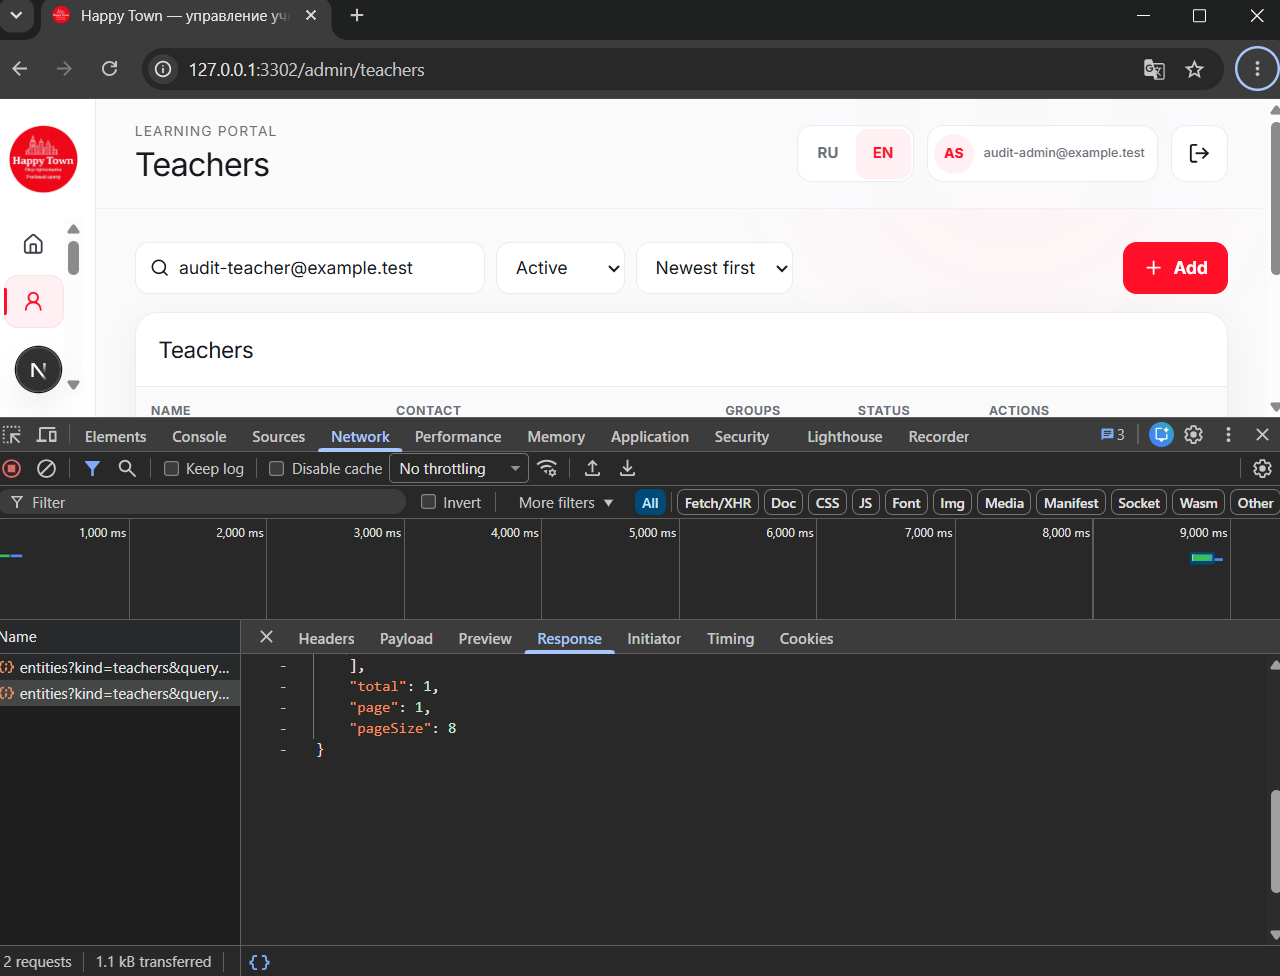 Happy Town — управление уч
127.0.0.1:3302/admin/teachers
Happy Town
LEARNING PORTAL
Teachers
RU EN
AS audit-admin@example.test
audit-teacher@example.test
Active
Newest first
+ Add
N
Teachers
NAME CONTACT GROUPS STATUS ACTIONS
Elements Console Sources Network Performance Memory Application Security Lighthouse Recorder 3
Keep log Disable cache No throttling
Filter Invert More filters All Fetch/XHR Doc CSS JS Font Img Media Manifest Socket Wasm Other
1,000 ms 2,000 ms 3,000 ms 4,000 ms 5,000 ms 6,000 ms 7,000 ms 8,000 ms 9,000 ms
Name
Headers Payload Preview Response Initiator Timing Cookies
entities?kind=teachers&query...
entities?kind=teachers&query...
- ],
- "total": 1,
- "page": 1,
- "pageSize": 8
- }
2 requests 1.1 kB transferred { }